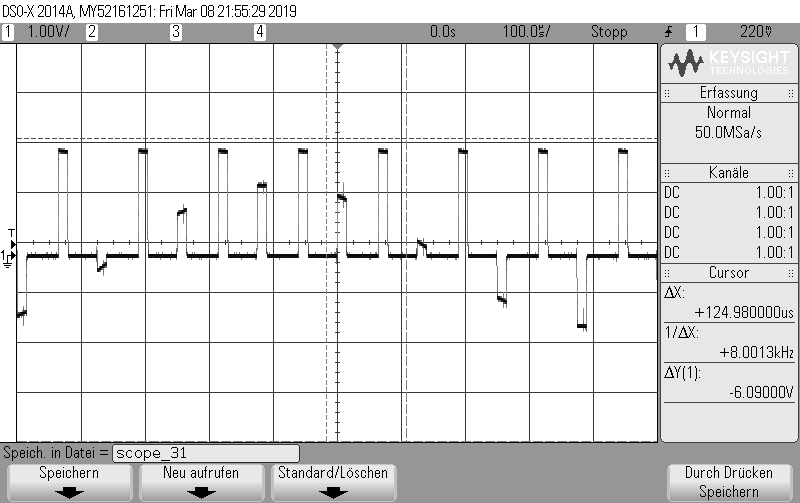 DSO-X 2014A, MY52161251: Fri Mar 08 21:55:29 2019
1 1.00V/ 2 3 4 0.0s 100.0s/ Stopp 1 220
KEYSIGHT
TECHNOLOGIES
Erfassung
Normal
50.0MSa/s
Kanäle
DC 1.00:1
DC 1.00:1
DC 1.00:1
DC 1.00:1
Cursor
ΔX:
+124.980000us
1/ΔX:
+8.0013kHz
ΔY(1):
-6.09000V
T
1
Speich. in Datei = scope_31
Speichern
Neu aufrufen
Standard/Löschen
Durch Drücken
Speichern